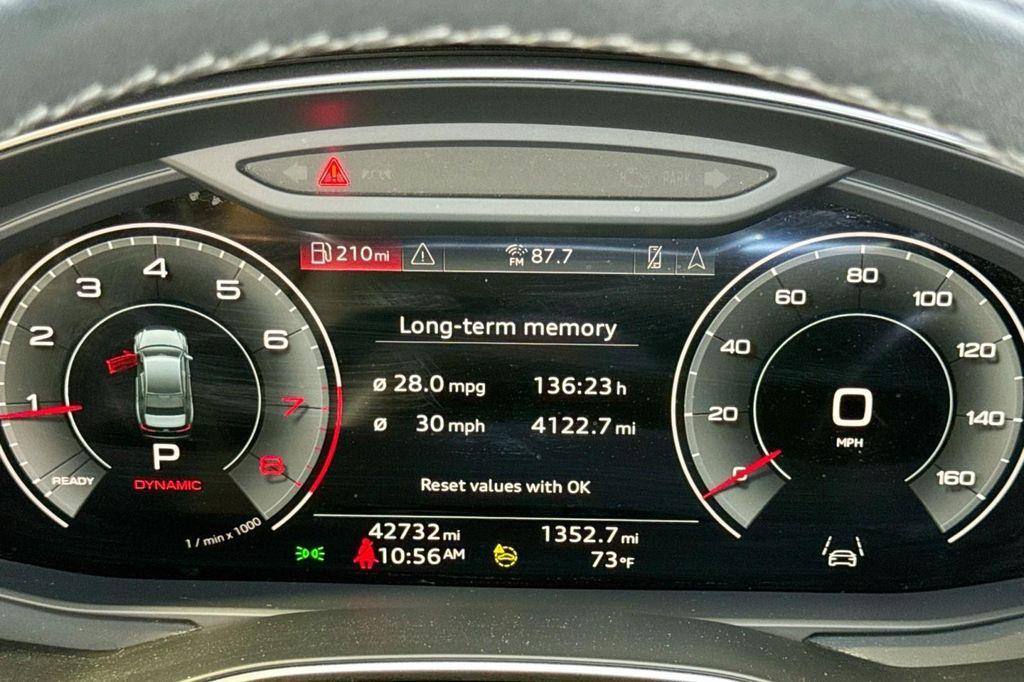 PARK
210 mi
FM 87.7
1 2 3 4 5 6 7 8
READY
P
DYNAMIC
1 / min x 1000
Long-term memory
ø 28.0 mpg 136:23 h
ø 30 mph 4122.7 mi
Reset values with OK
42732 mi 1352.7 mi
10:56 AM 73°F
0 20 40 60 80 100 120 140 160
0
MPH